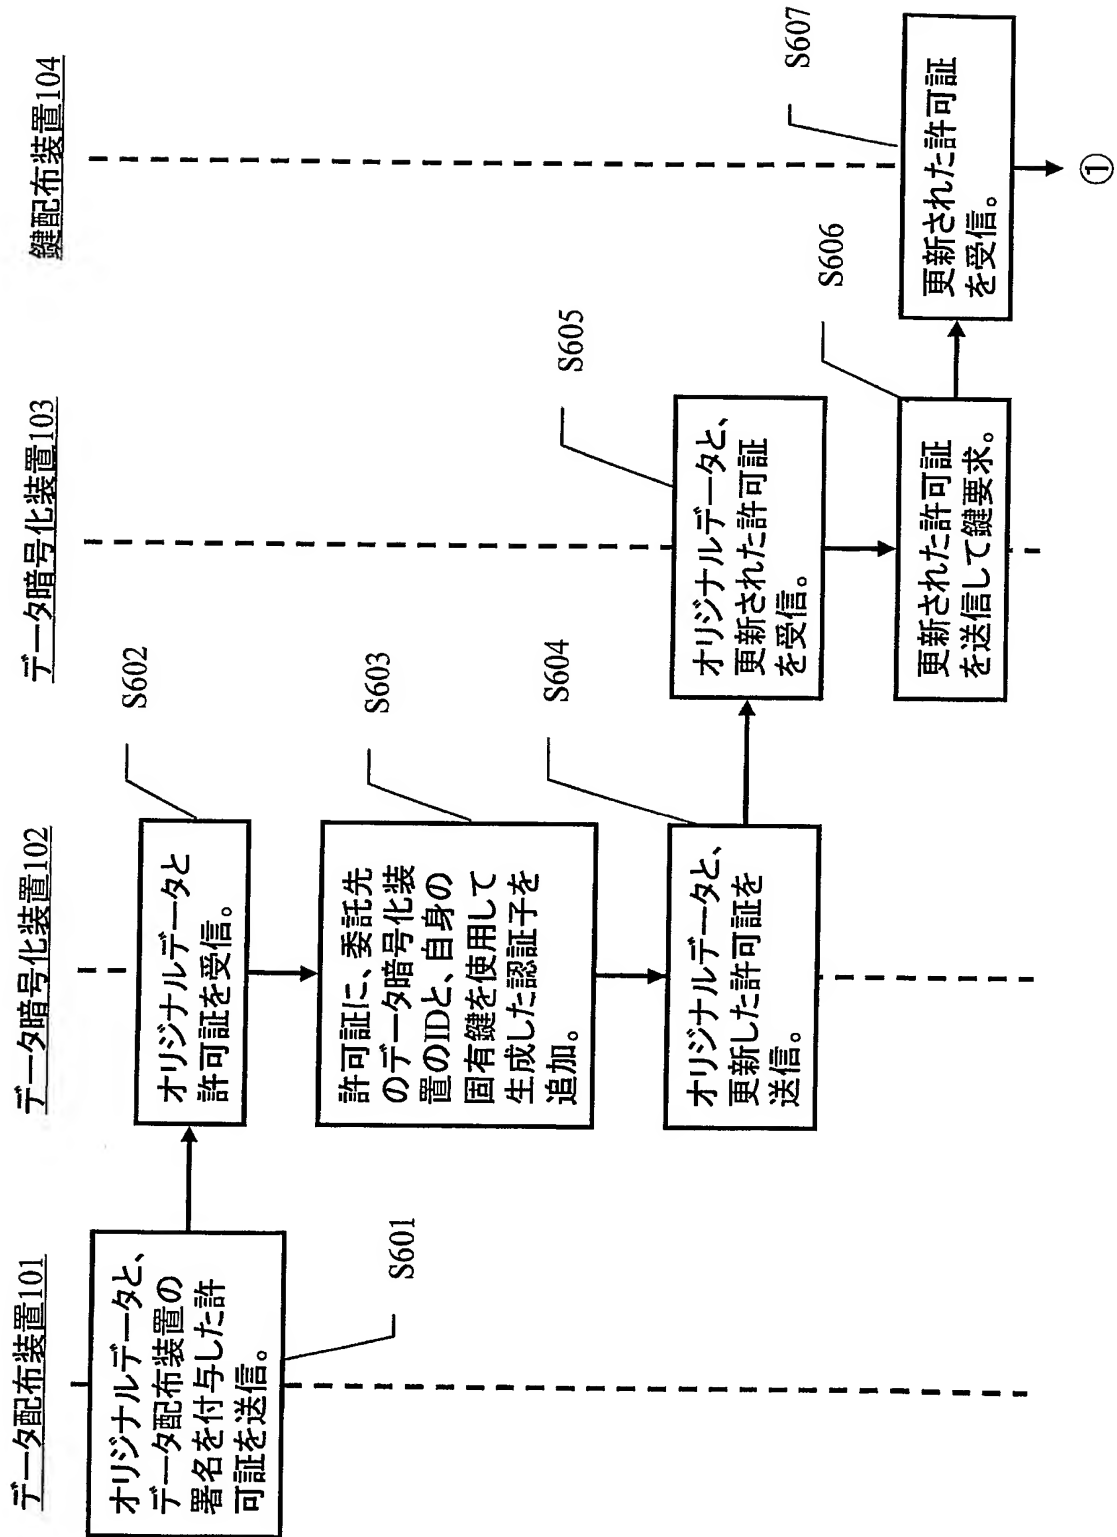 データ配布装置101
データ暗号化装置102
データ暗号化装置103
鍵配布装置104
オリジナルデータと、
データ配布装置の
署名を付与した許
可証を送信。
S601
オリジナルデータと
許可証を受信。
S602
許可証に、委託先
のデータ暗号化装
置のIDと、自身の
固有鍵を使用して
生成した認証子を
追加。
S603
オリジナルデータと、
更新した許可証を
送信。
S604
オリジナルデータと、
更新された許可証
を受信。
S605
更新された許可証
を送信して鍵要求。
S606
更新された許可証
を受信。
S607
①